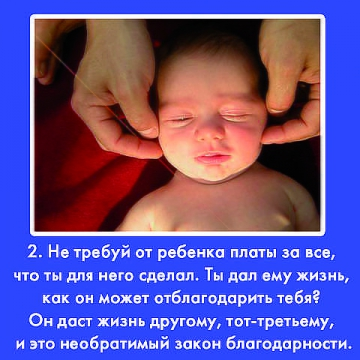 2. Не требуй от ребенка платы за все,
что ты для него сделал. Ты дал ему жизнь,
как он может отблагодарить тебя?
Он даст жизнь другому, тот-третьему,
и это необратимый закон благодарности.